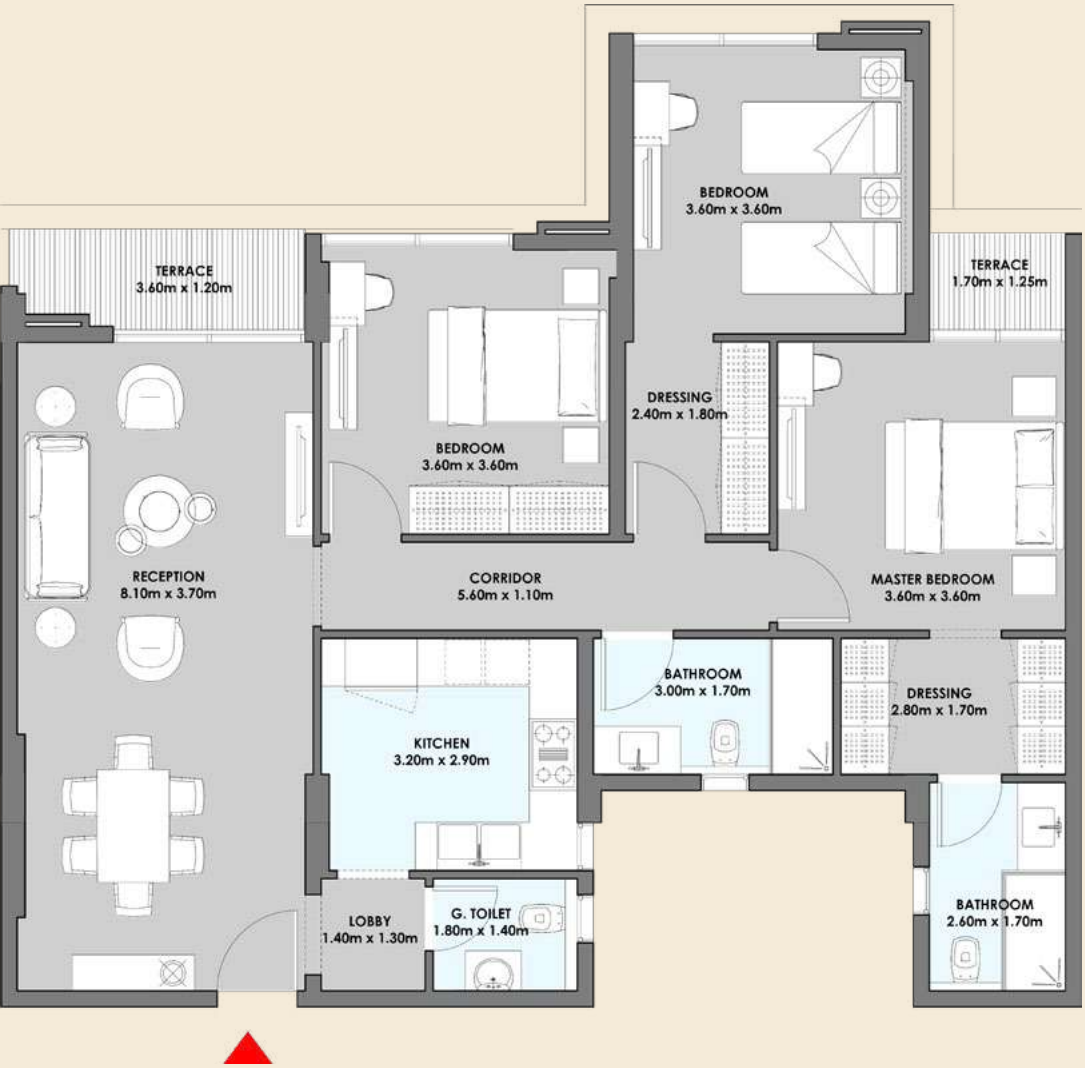 BEDROOM
3.60m x 3.60m
TERRACE
3.60m x 1.20m
TERRACE
1.70m x 1.25m
DRESSING
2.40m x 1.80m
BEDROOM
3.60m x 3.60m
RECEPTION
8.10m x 3.70m
CORRIDOR
5.60m x 1.10m
MASTER BEDROOM
3.60m x 3.60m
BATHROOM
3.00m x 1.70m
DRESSING
2.80m x 1.70m
KITCHEN
3.20m x 2.90m
LOBBY
1.40m x 1.30m
G. TOILET
1.80m x 1.40m
BATHROOM
2.60m x 1.70m